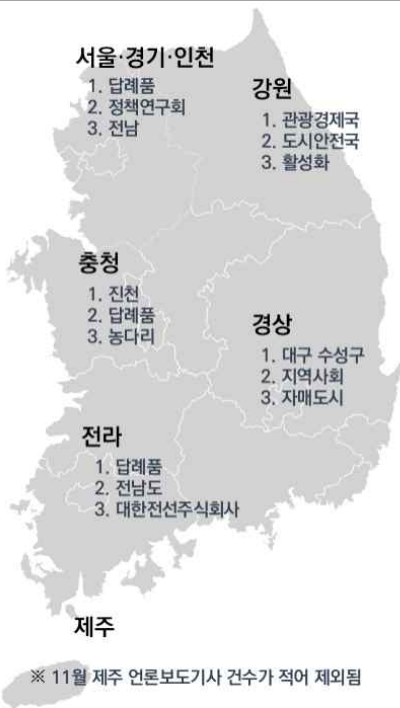 서울·경기·인천
1. 답례품
2. 정책연구회
3. 전남
강원
1. 관광경제국
2. 도시안전국
3. 활성화
충청
1. 진천
2. 답례품
3. 농다리
경상
1. 대구 수성구
2. 지역사회
3. 자매도시
전라
1. 답례품
2. 전남도
3. 대한전선주식회사
제주
※ 11월 제주 언론보도기사 건수가 적어 제외됨